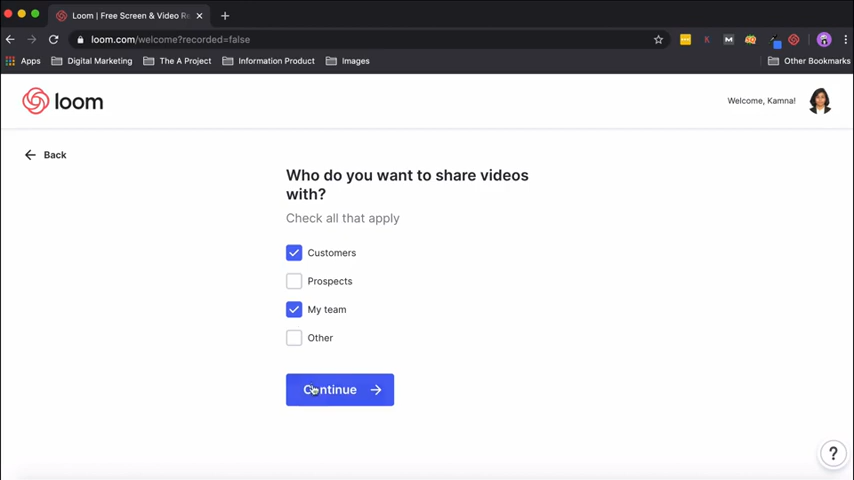 Loom | Free Screen & Video Re
loom.com/welcome?recorded=false
Apps
Digital Marketing
The A Project
Information Product
Images
Other Bookmarks
loom
Welcome, Kamna!
Back
Who do you want to share videos
with?
Check all that apply
Customers
Prospects
My team
Other
Continue
?